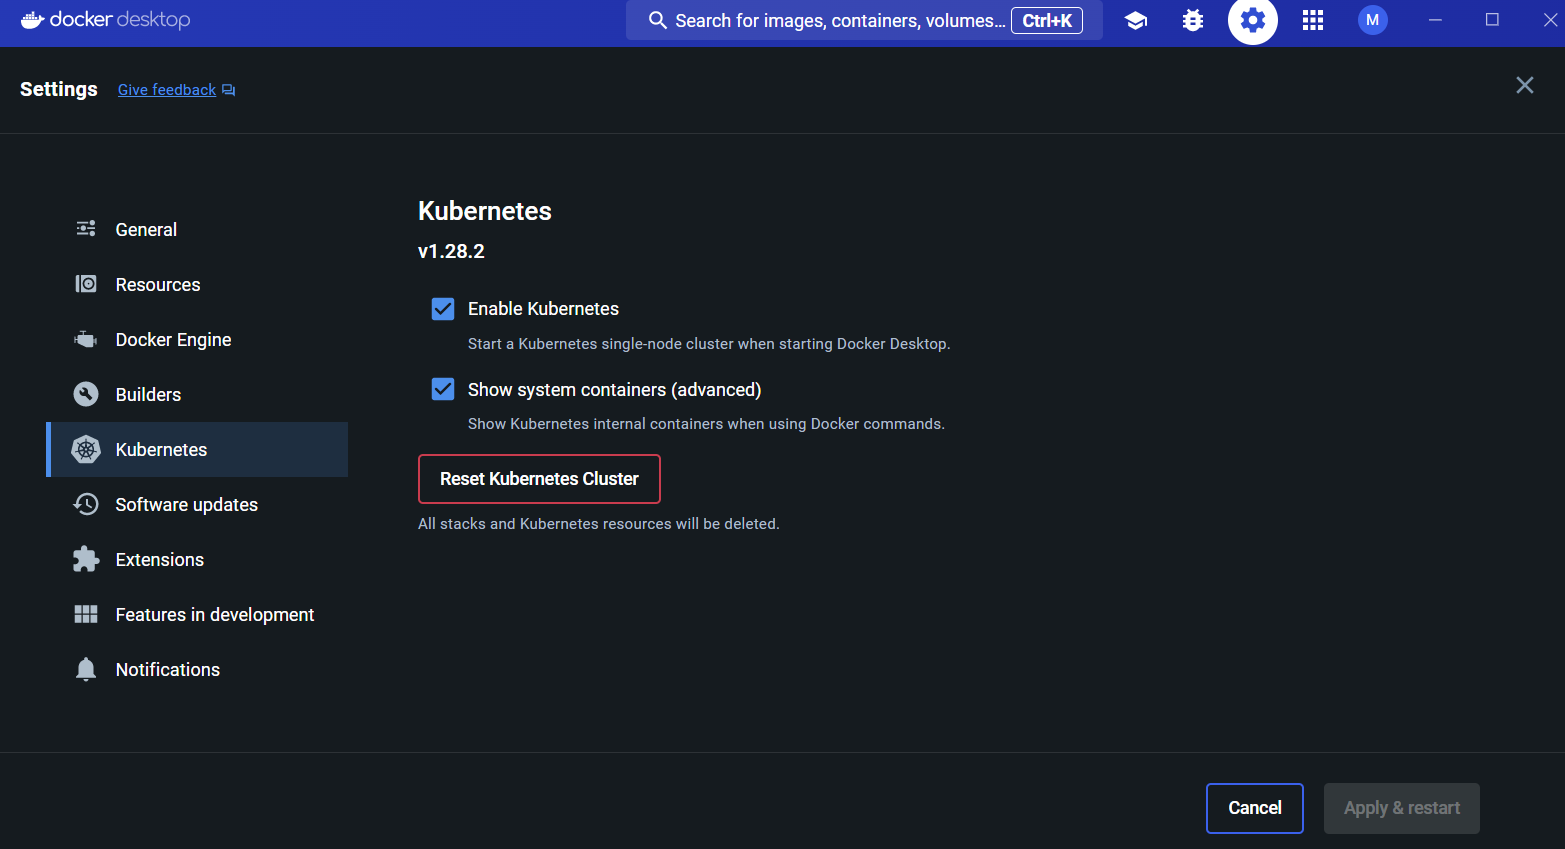 docker desktop
Search for images, containers, volumes... Ctrl+K
M
Settings Give feedback
General
Resources
Docker Engine
Builders
Kubernetes
Software updates
Extensions
Features in development
Notifications
Kubernetes
v1.28.2
Enable Kubernetes
Start a Kubernetes single-node cluster when starting Docker Desktop.
Show system containers (advanced)
Show Kubernetes internal containers when using Docker commands.
Reset Kubernetes Cluster
All stacks and Kubernetes resources will be deleted.
Cancel Apply & restart